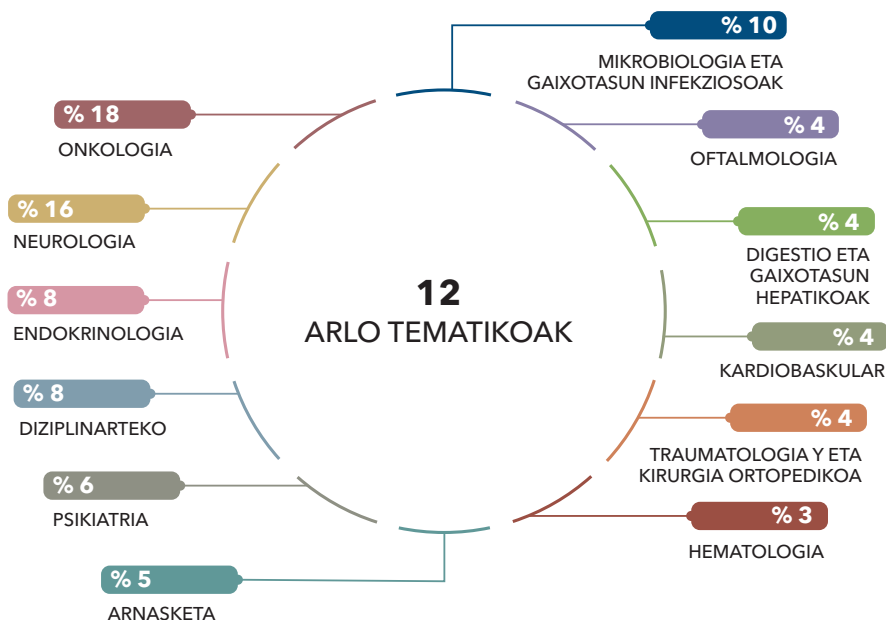 % 10
MIKROBIOLOGIA ETA
GAIXOTASUN INFEKZIOSOAK
% 18
ONKOLOGIA
% 4
OFTALMOLOGIA
% 16
NEUROLOGIA
% 4
DIGESTIO ETA
GAIXOTASUN
HEPATIKOAK
12
ARLO TEMATIKOAK
% 8
ENDOKRINOLOGIA
% 4
KARDIOBASKULAR
% 8
DIZIPLINARTEKO
% 4
TRAUMATOLOGIA Y ETA
KIRURGIA ORTOPEDIKOA
% 6
PSIKIATRIA
% 3
HEMATOLOGIA
% 5
ARNASKETA